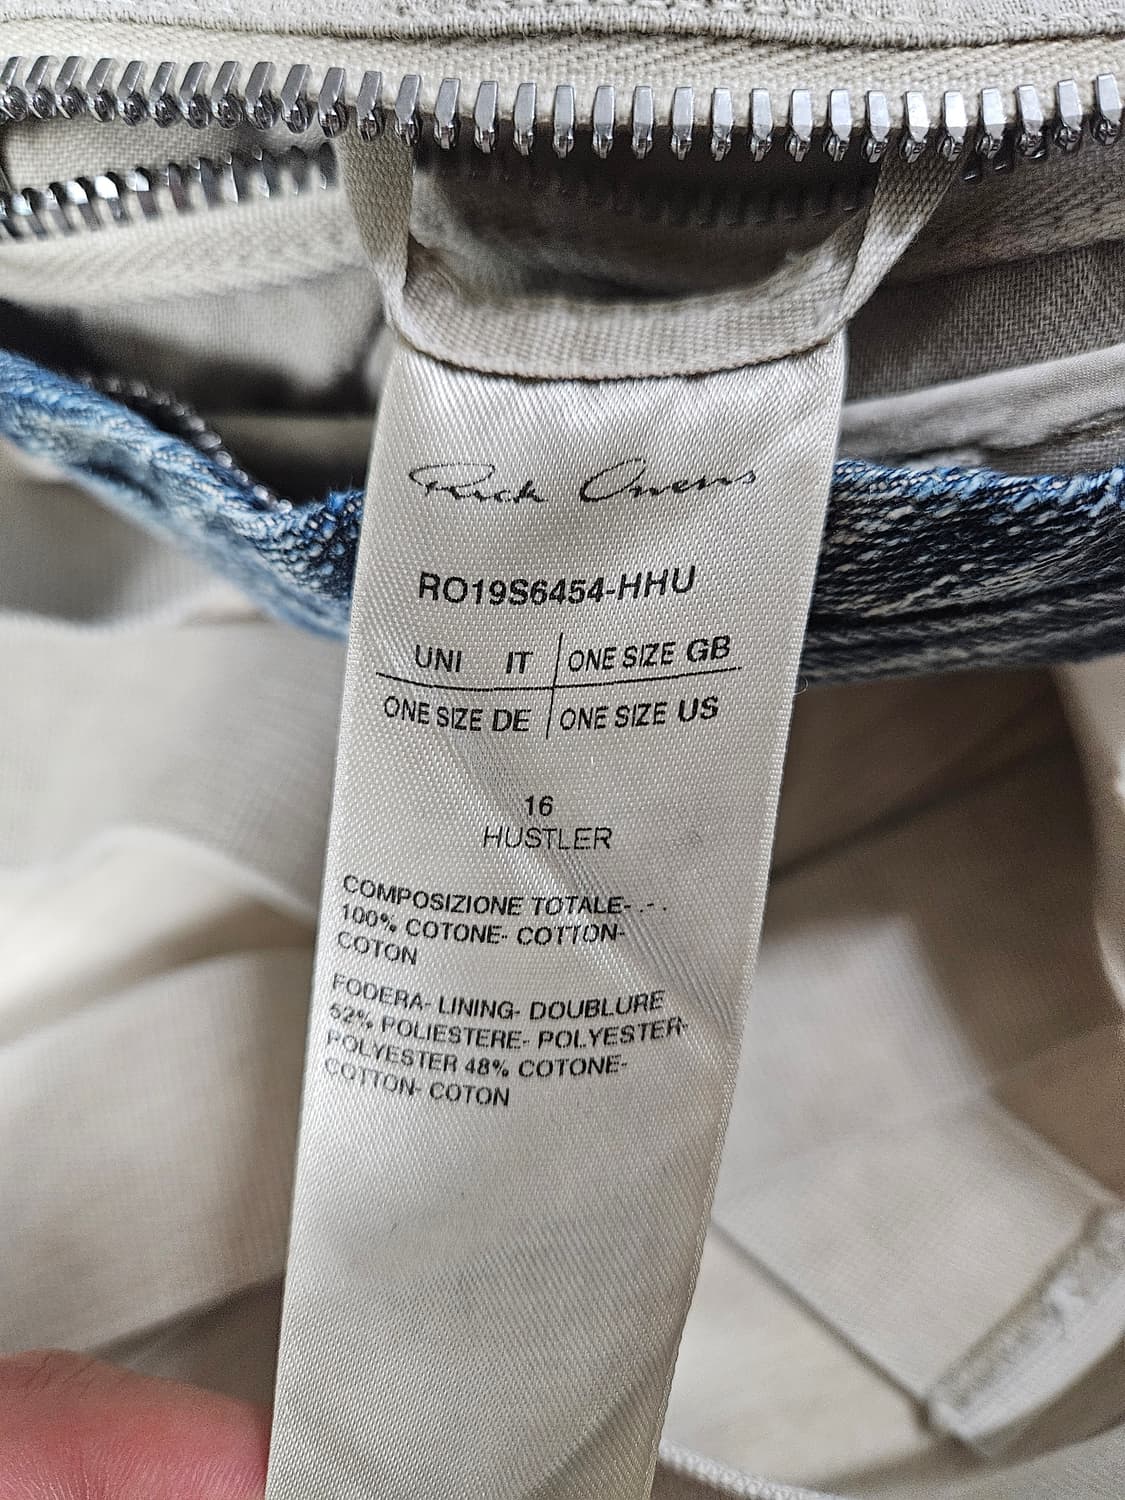 Rick Owens
RO19S6454-HHU
UNI IT ONE SIZE GB
ONE SIZE DE ONE SIZE US
16
HUSTLER
COMPOSIZIONE TOTALE- .-.
100% COTONE- COTTON-
COTON
FODERA- LINING- DOUBLURE
52% POLIESTERE- POLYESTER-
POLYESTER 48% COTONE-
COTTON- COTON